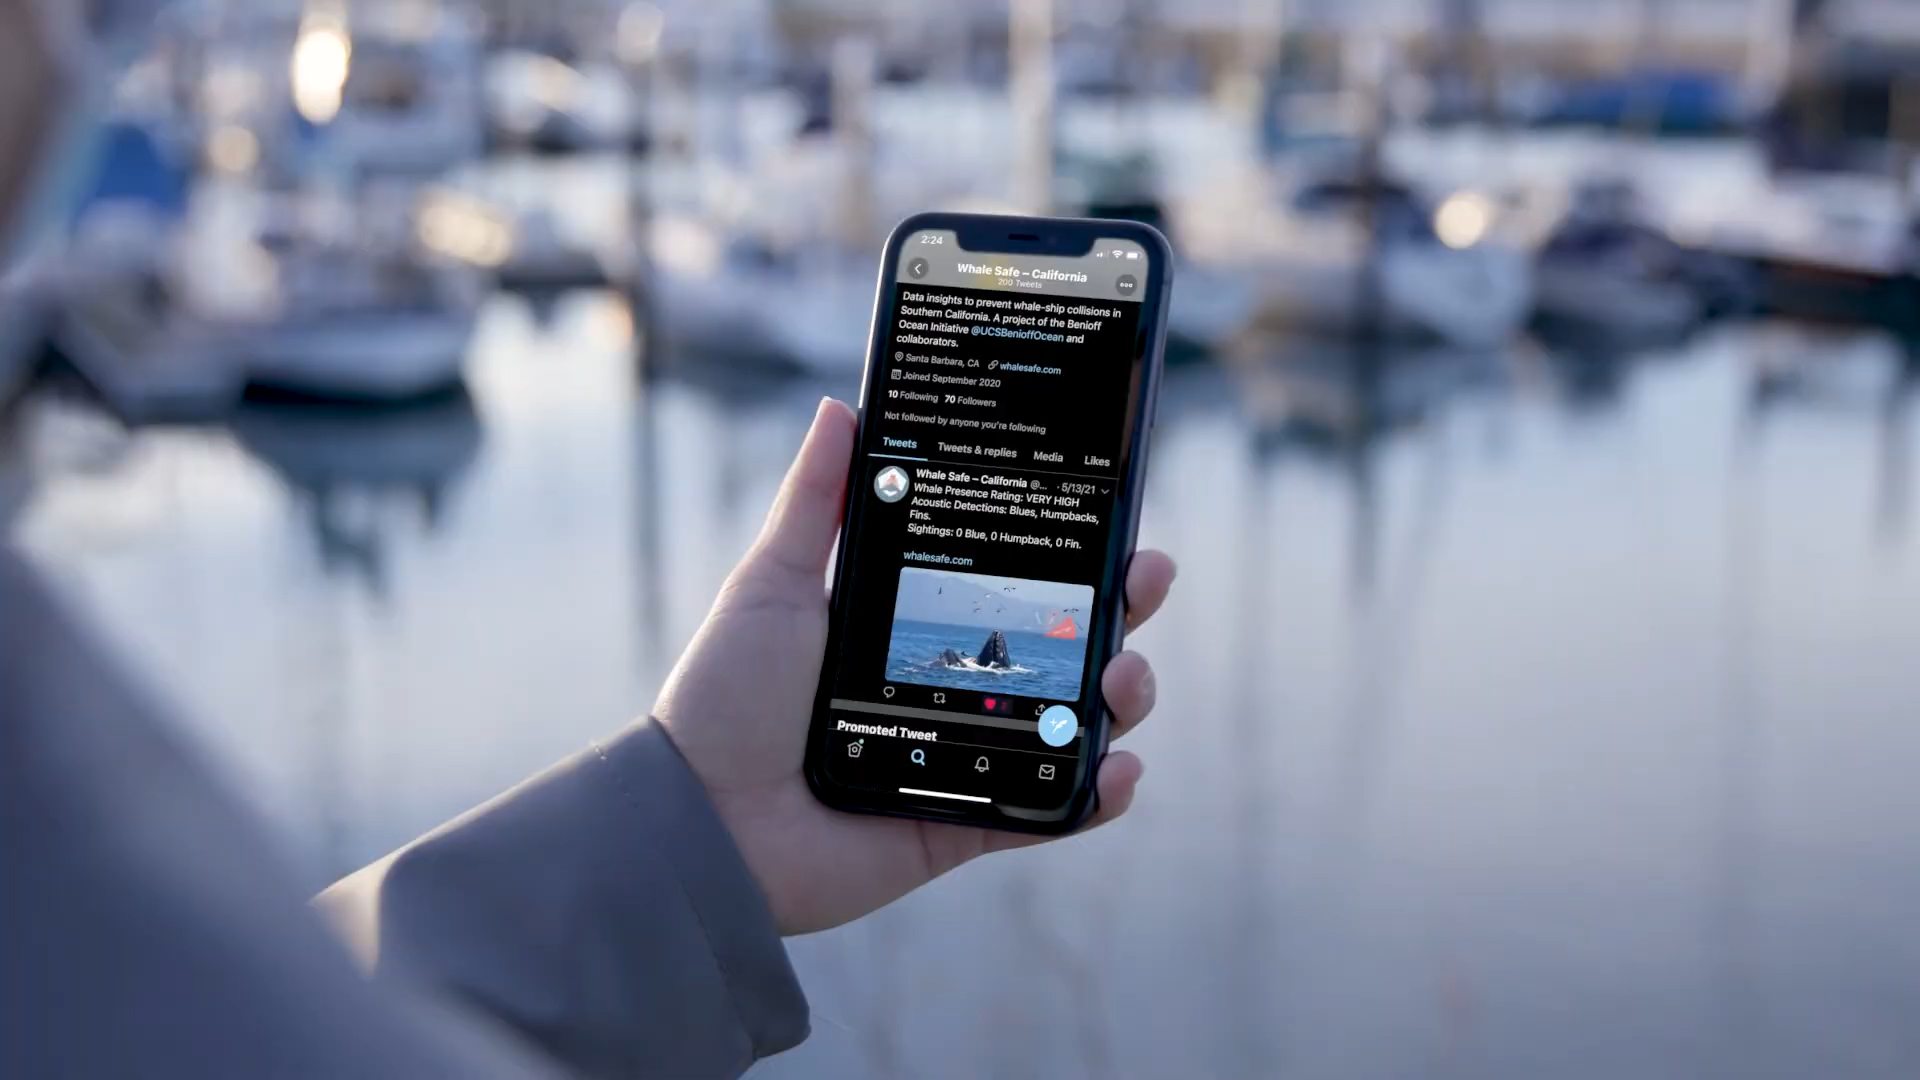 2:24
Whale Safe – California
200 Tweets
Data insights to prevent whale-ship collisions in
Southern California. A project of the Benioff
Ocean Initiative @UCSBenioffOcean and
collaborators.
Santa Barbara, CA whalesafe.com
Joined September 2020
10 Following 70 Followers
Not followed by anyone you're following
Tweets Tweets & replies Media Likes
Whale Safe – California @... · 5/13/21
Whale Presence Rating: VERY HIGH
Acoustic Detections: Blues, Humpbacks,
Fins.
Sightings: 0 Blue, 0 Humpback, 0 Fin.
whalesafe.com
Promoted Tweet